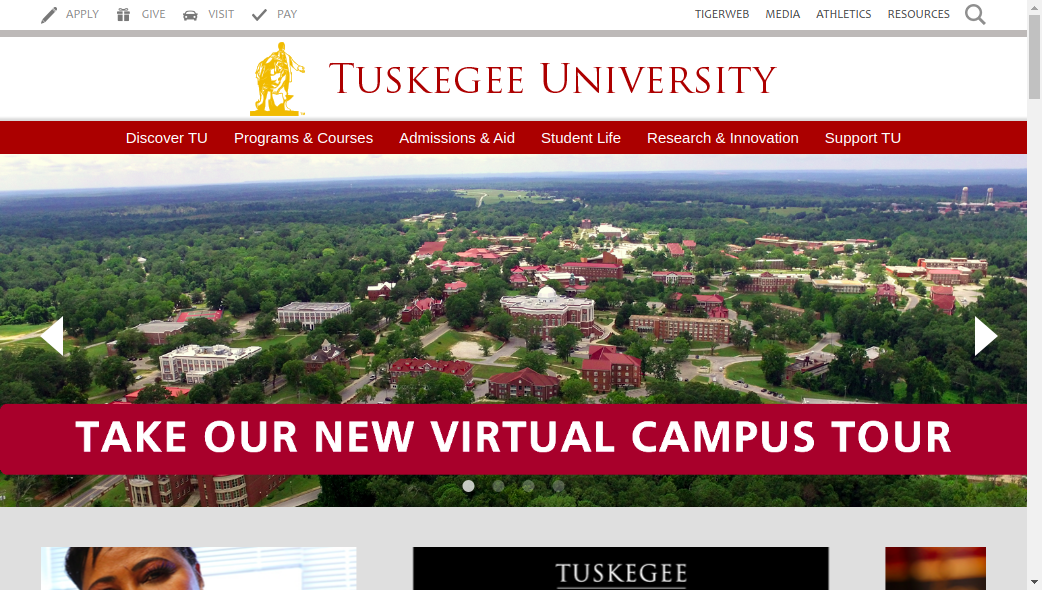 APPLY GIVE VISIT PAY TIGERWEB MEDIA ATHLETICS RESOURCES
TUSKEGEE UNIVERSITY
Discover TU Programs & Courses Admissions & Aid Student Life Research & Innovation Support TU
TAKE OUR NEW VIRTUAL CAMPUS TOUR
TUSKEGEE